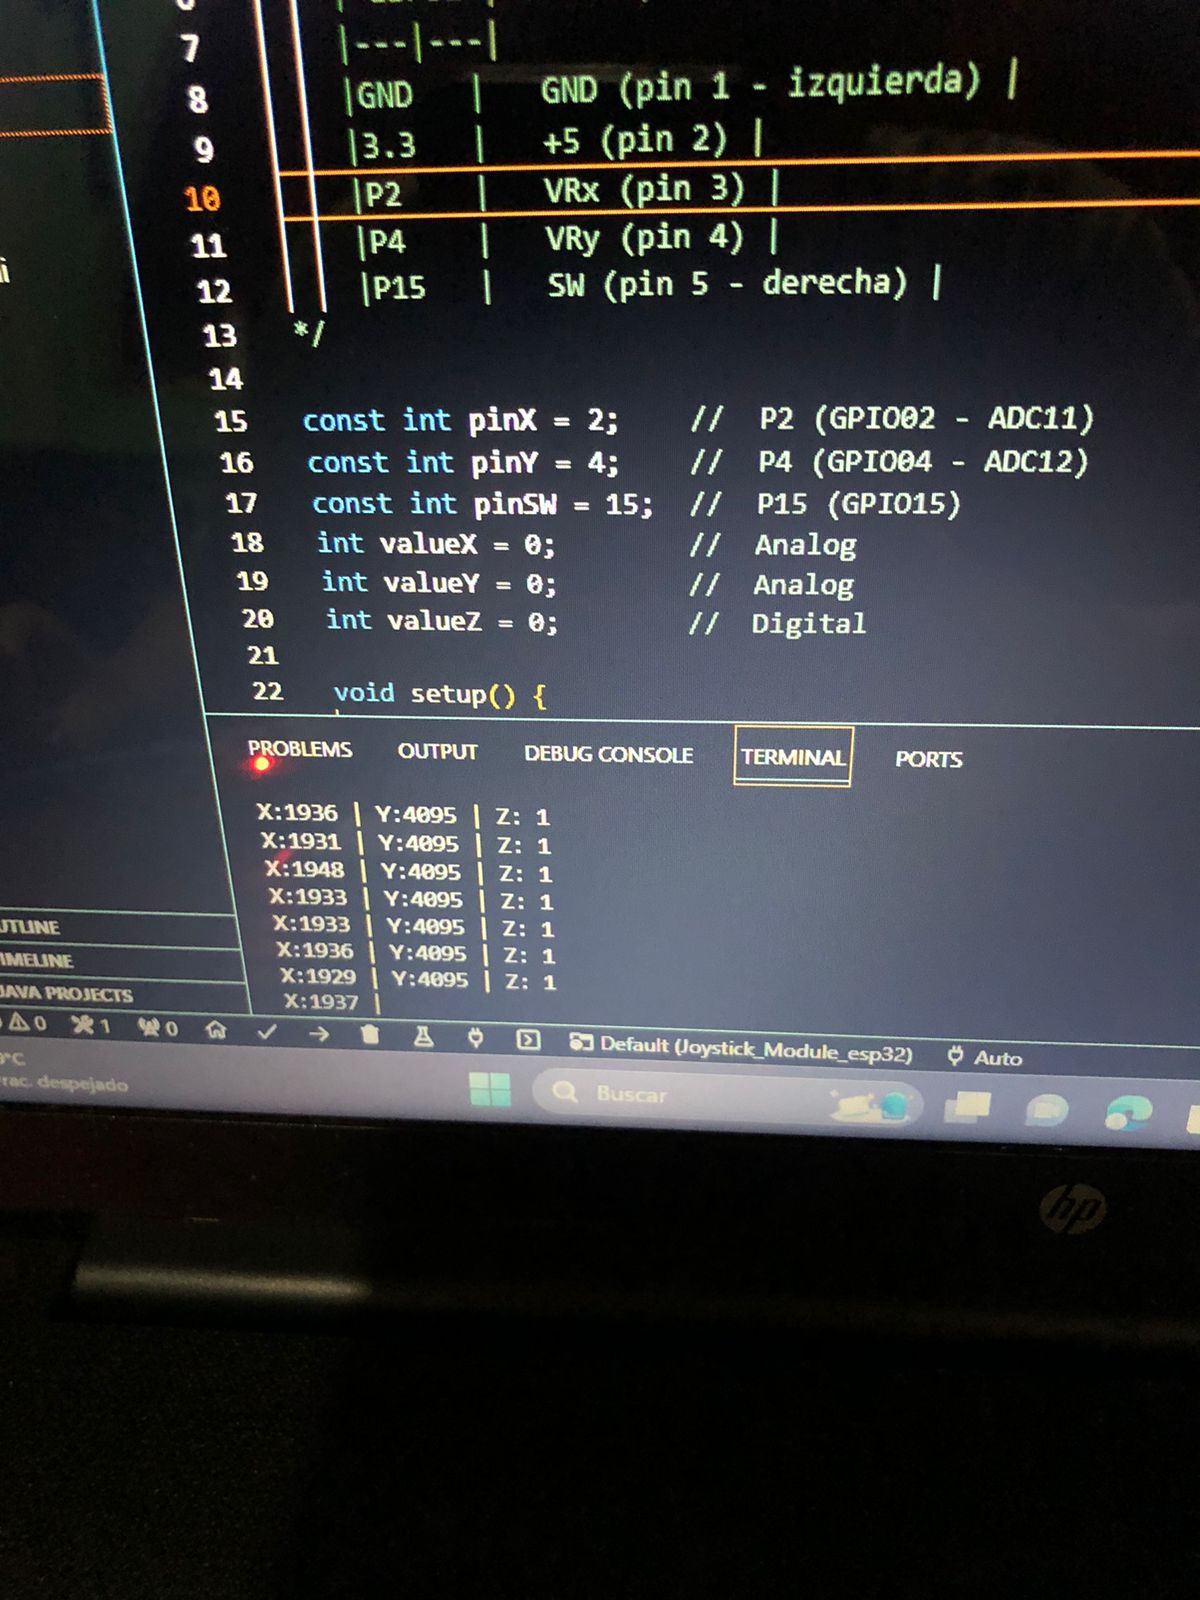 7 |---|---|
8 |GND | GND (pin 1 - izquierda) |
9 |3.3 | +5 (pin 2) |
10 |P2 | VRx (pin 3) |
11 |P4 | VRy (pin 4) |
12 |P15 | SW (pin 5 - derecha) |
13 */
14
15 const int pinX = 2; // P2 (GPIO02 - ADC11)
16 const int pinY = 4; // P4 (GPIO04 - ADC12)
17 const int pinSW = 15; // P15 (GPIO15)
18 int valueX = 0; // Analog
19 int valueY = 0; // Analog
20 int valueZ = 0; // Digital
21
22 void setup() {
PROBLEMS OUTPUT DEBUG CONSOLE TERMINAL PORTS
X:1936 | Y:4095 | Z: 1
X:1931 | Y:4095 | Z: 1
X:1948 | Y:4095 | Z: 1
X:1933 | Y:4095 | Z: 1
X:1933 | Y:4095 | Z: 1
X:1936 | Y:4095 | Z: 1
X:1929 | Y:4095 | Z: 1
X:1937 |
UTLINE
IMELINE
JAVA PROJECTS
0 1 0 Default (Joystick_Module_esp32) Auto
°C
rac. despejado
Buscar
hp